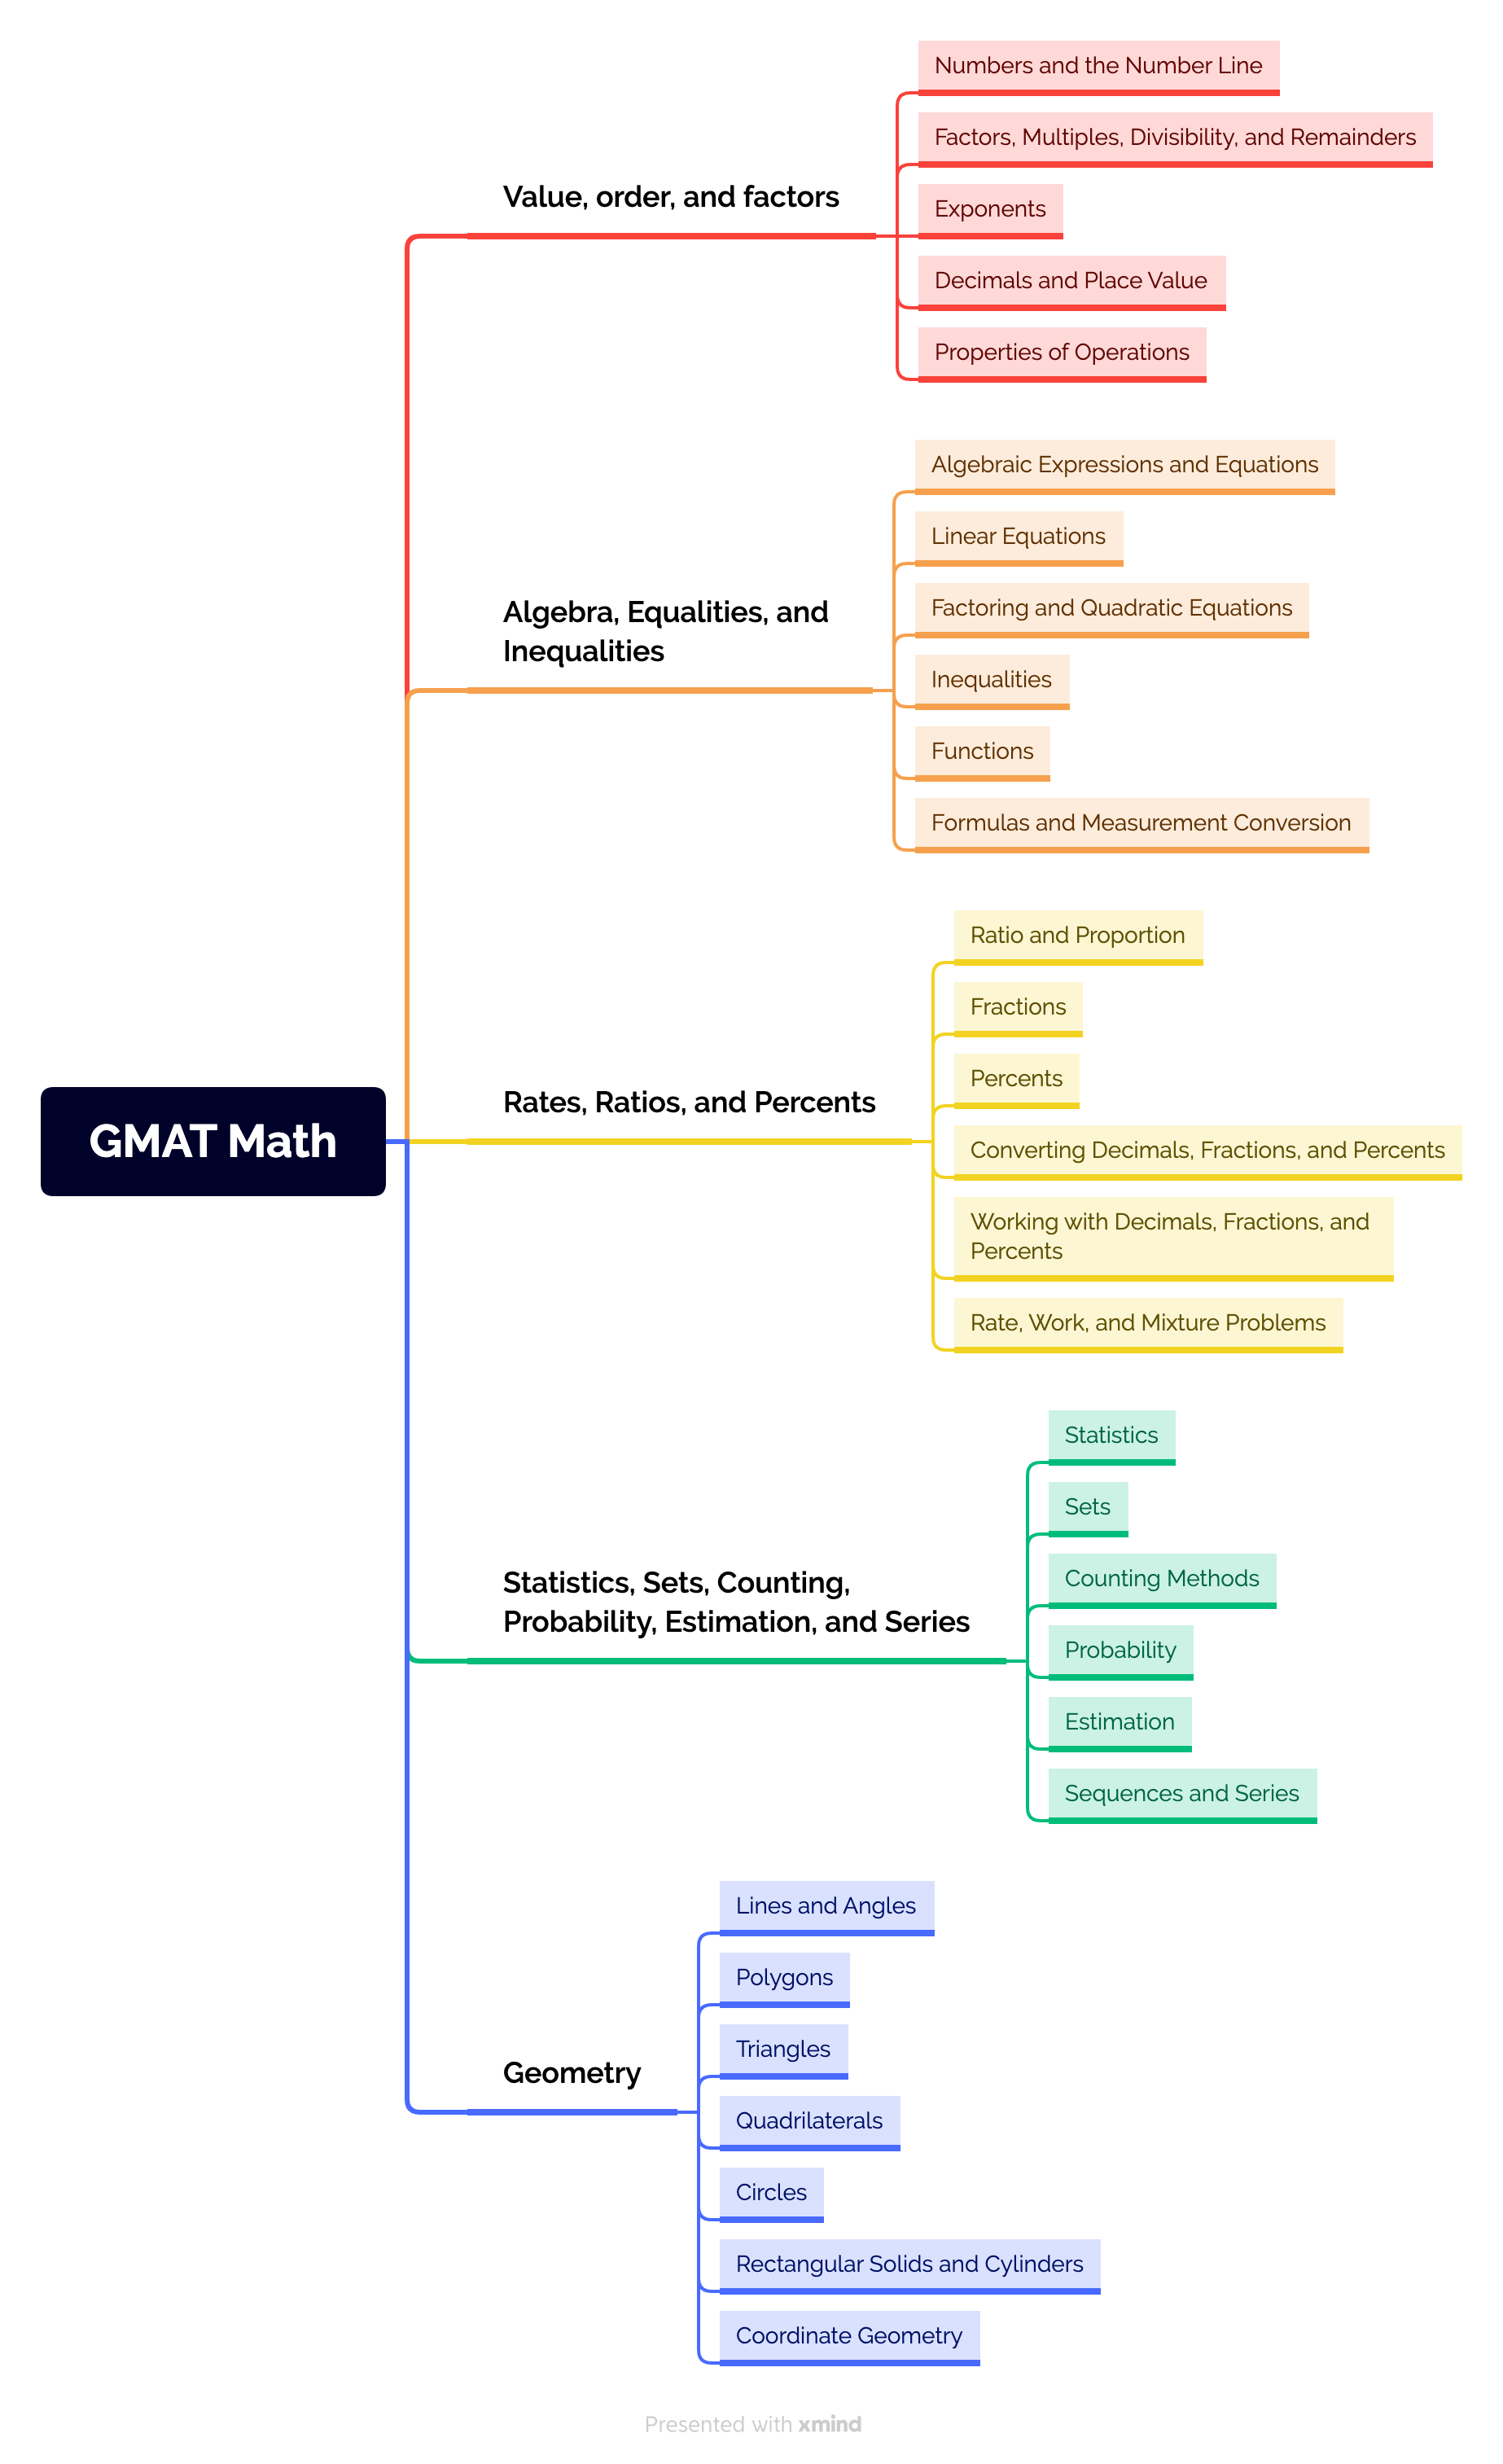 Numbers and the Number Line
Factors, Multiples, Divisibility, and Remainders
Value, order, and factors
Exponents
Decimals and Place Value
Properties of Operations
Algebraic Expressions and Equations
Linear Equations
Algebra, Equalities, and
Inequalities
Factoring and Quadratic Equations
Inequalities
Functions
Formulas and Measurement Conversion
GMAT Math
Rates, Ratios, and Percents
Ratio and Proportion
Fractions
Percents
Converting Decimals, Fractions, and Percents
Working with Decimals, Fractions, and
Percents
Rate, Work, and Mixture Problems
Statistics, Sets, Counting,
Probability, Estimation, and Series
Statistics
Sets
Counting Methods
Probability
Estimation
Sequences and Series
Geometry
Lines and Angles
Polygons
Triangles
Quadrilaterals
Circles
Rectangular Solids and Cylinders
Coordinate Geometry
Presented with xmind